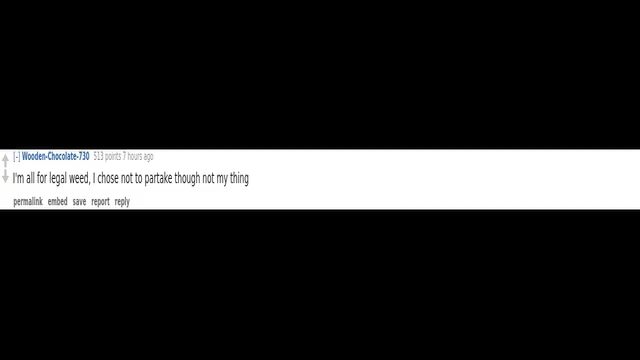 [-] Wooden-Chocolate-730 513 points 7 hours ago
I'm all for legal weed, I chose not to partake though not my thing
permalink embed save report reply